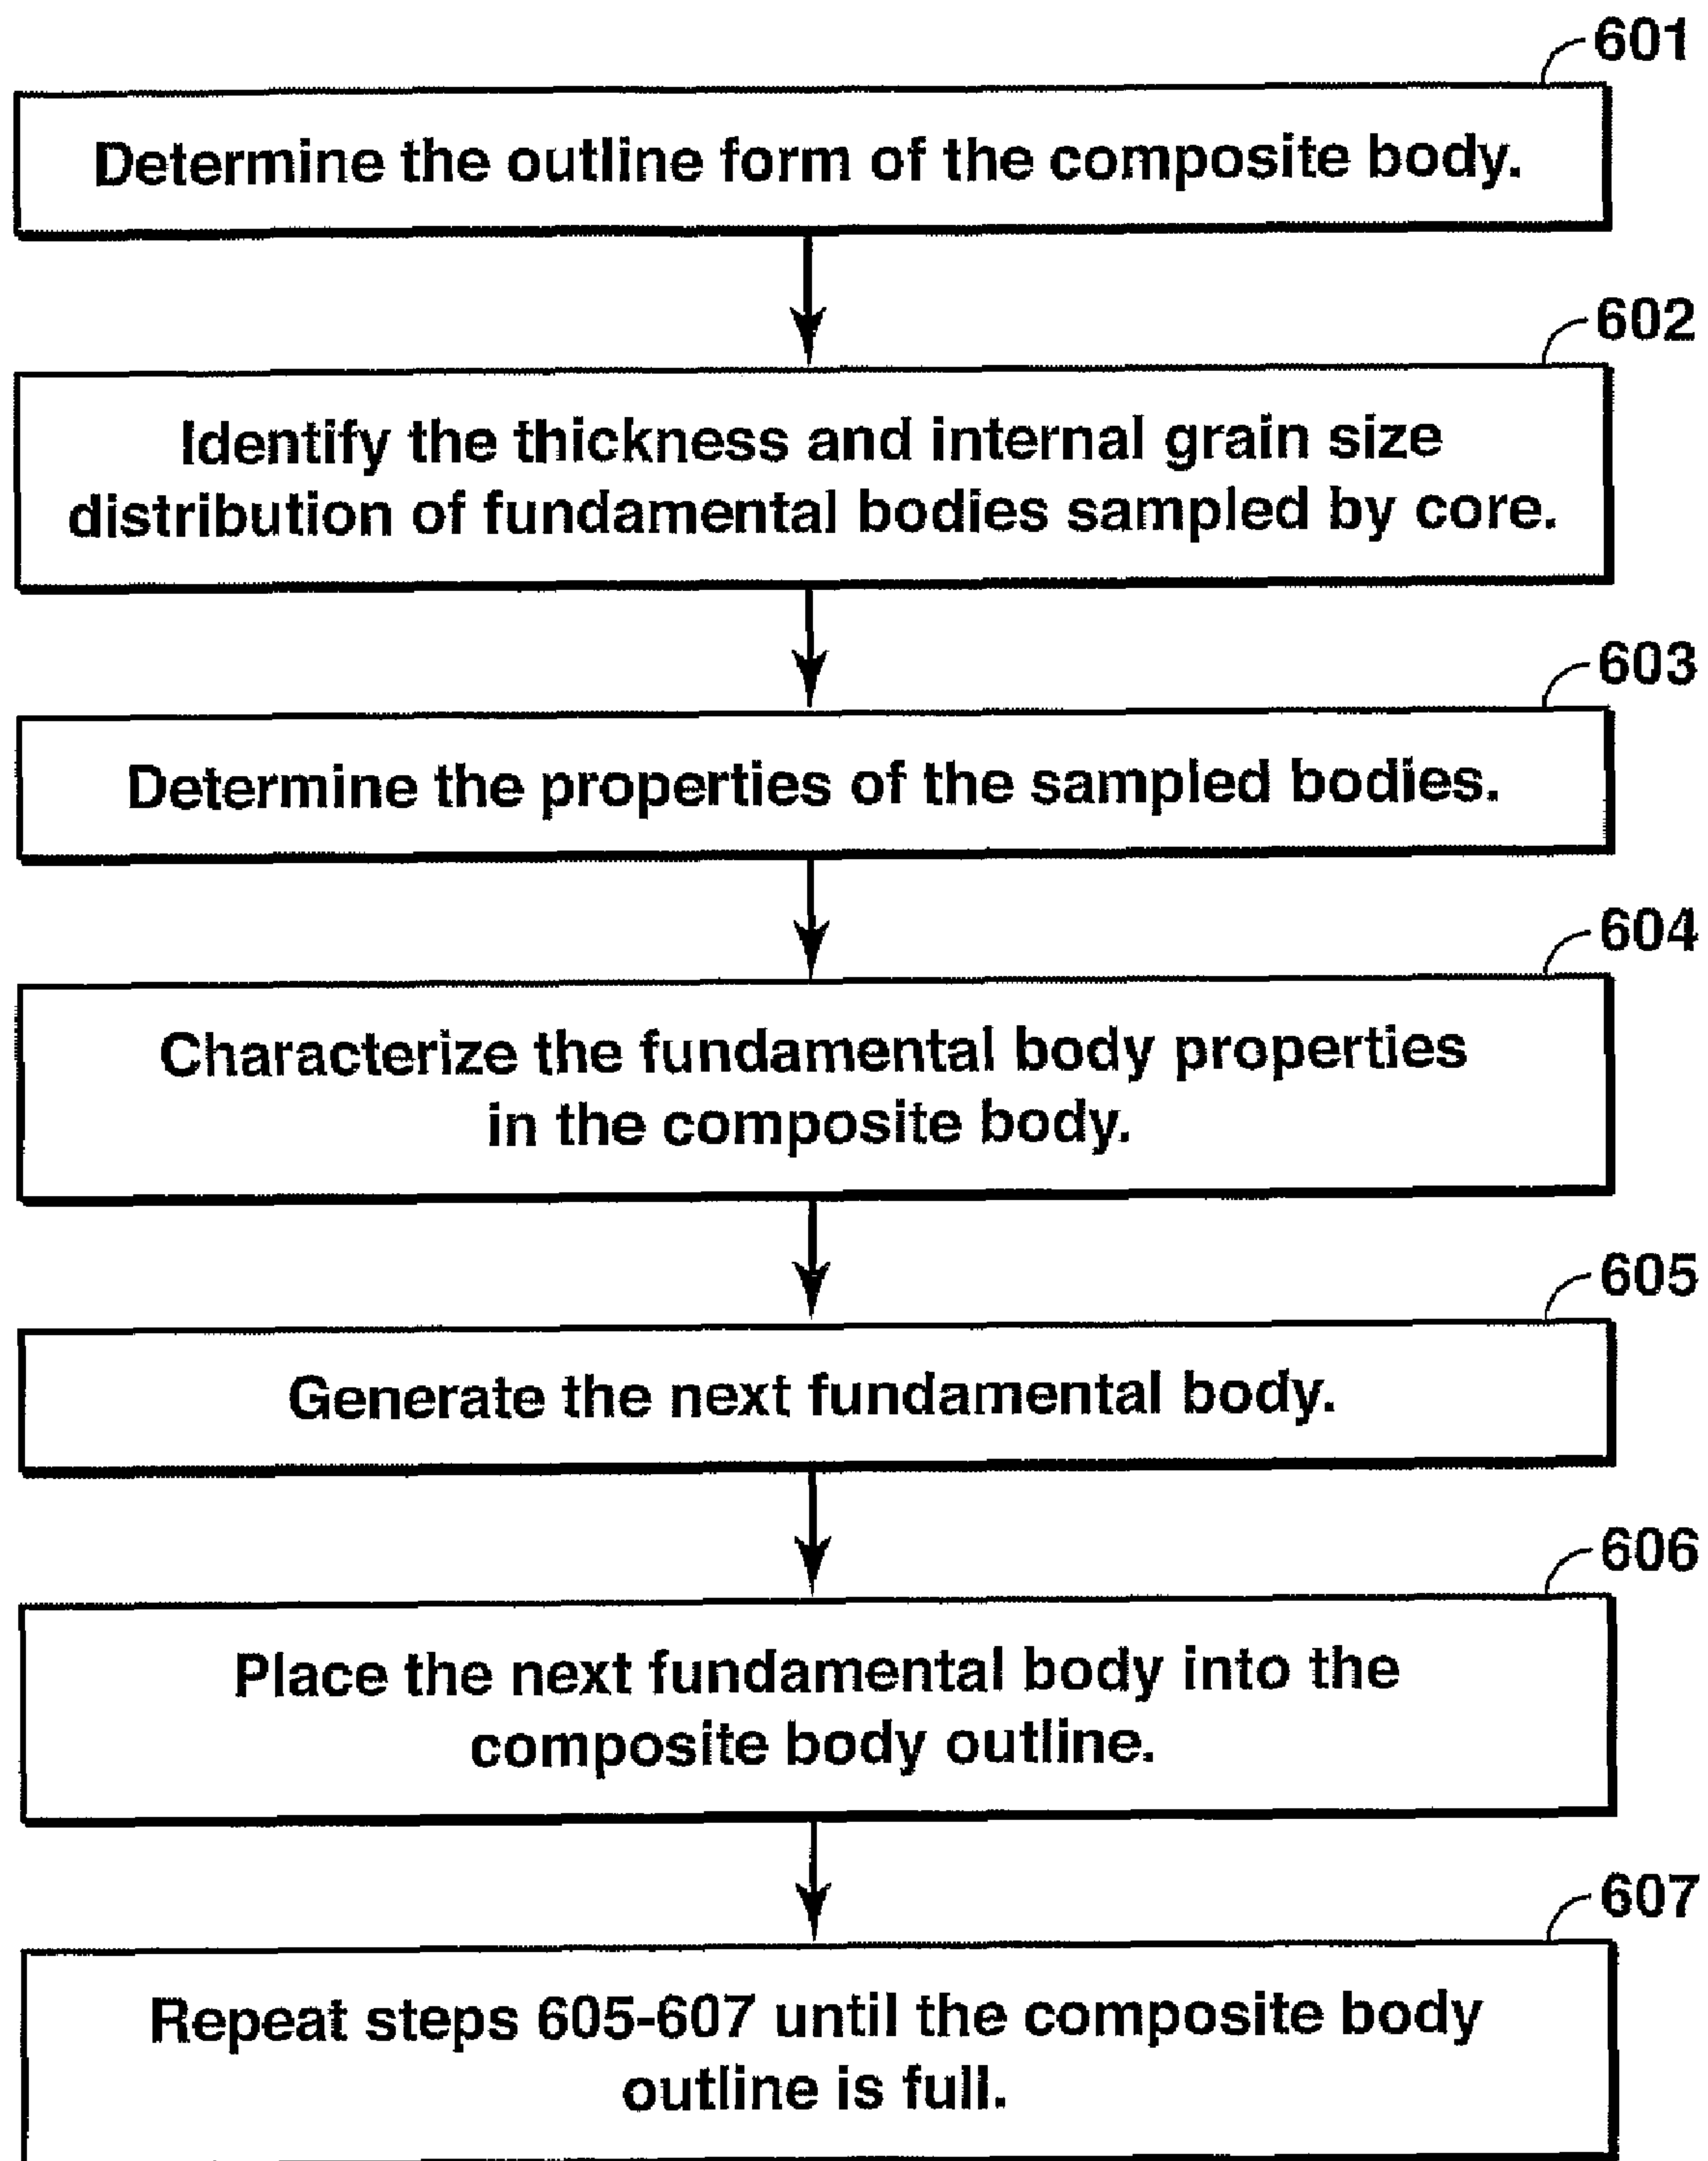 601
Determine the outline form of the composite body.
602
Identify the thickness and internal grain size
distribution of fundamental bodies sampled by core.
603
Determine the properties of the sampled bodies.
604
Characterize the fundamental body properties
in the composite body.
605
Generate the next fundamental body.
606
Place the next fundamental body into the
composite body outline.
607
Repeat steps 605-607 until the composite body
outline is full.